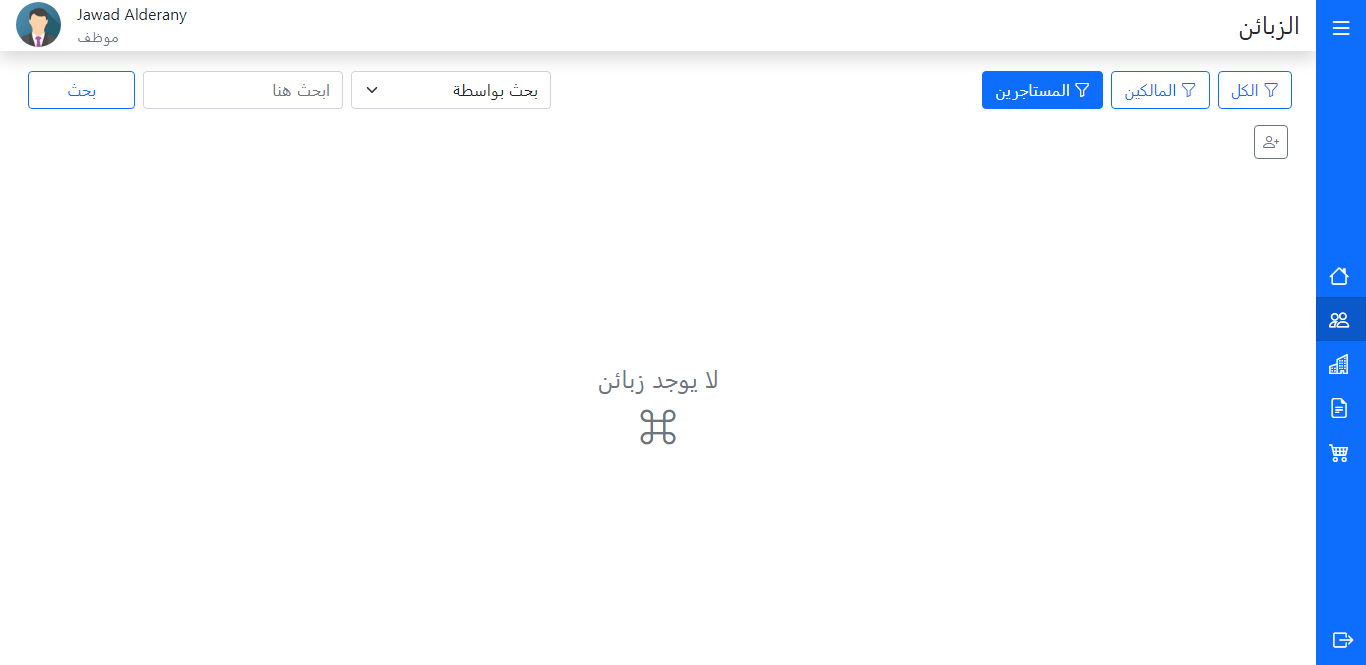 الزبائن
Jawad Alderany
موظف
الكل
المالكين
المستاجرين
بحث بواسطة
ابحث هنا
بحث
لا يوجد زبائن